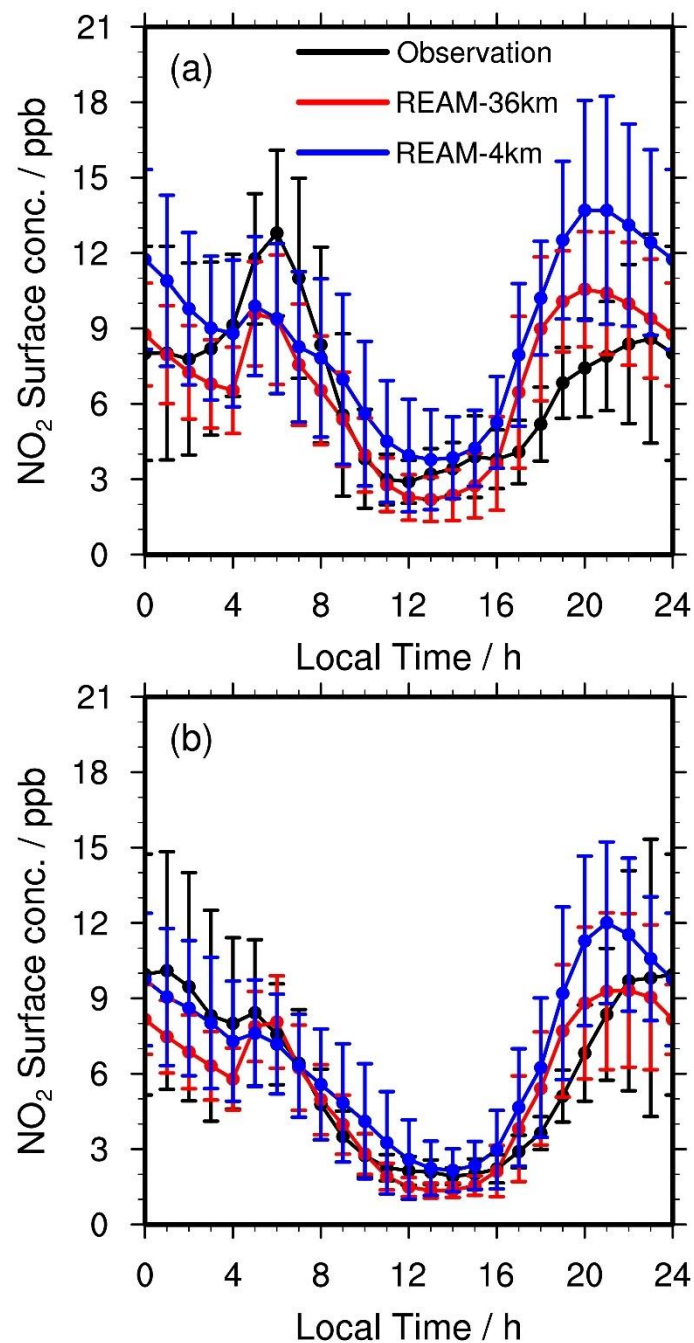 (a)
Observation
REAM-36km
REAM-4km
NO₂ Surface conc. / ppb
21
18
15
12
9
6
3
0
0 4 8 12 16 20 24
Local Time / h
(b)
NO₂ Surface conc. / ppb
21
18
15
12
9
6
3
0
0 4 8 12 16 20 24
Local Time / h